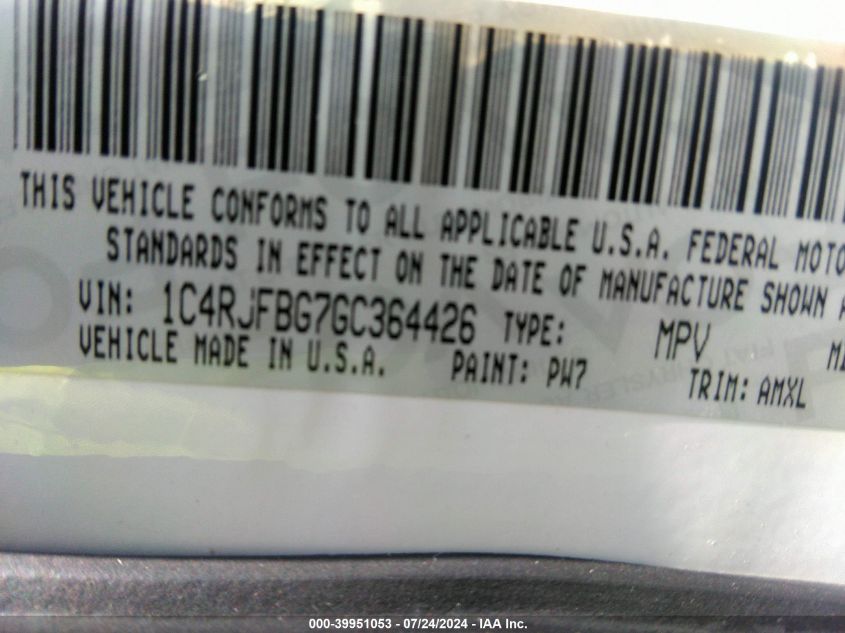 THIS VEHICLE CONFORMS TO ALL APPLICABLE U.S.A. FEDERAL MOTO
STANDARDS IN EFFECT ON THE DATE OF MANUFACTURE SHOWN A
VIN: 1C4RJFBG7GC364426 TYPE: MPV
VEHICLE MADE IN U.S.A. PAINT: PW7 TRIM: AMXL
000-39951053 / 07/24/2024 - IAA Inc.